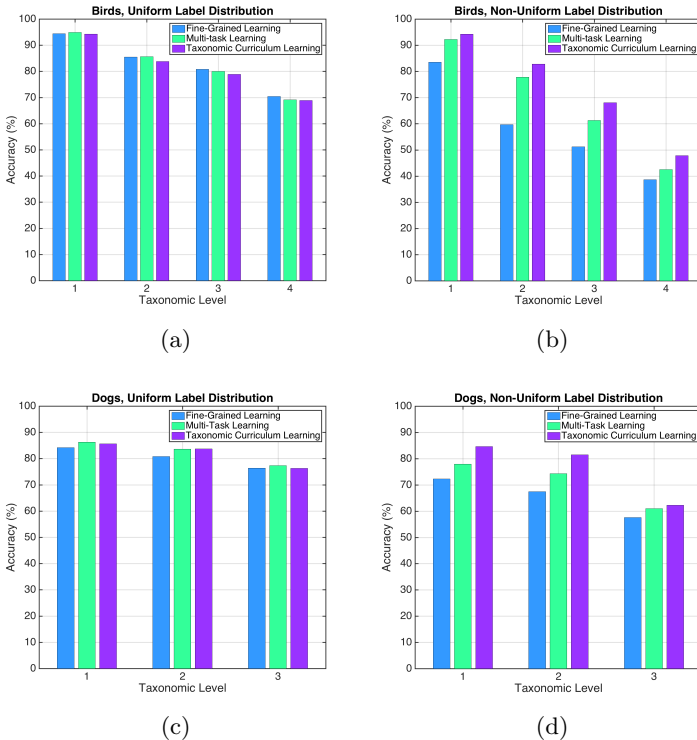 Birds, Uniform Label Distribution
Fine-Grained Learning
Multi-task Learning
Taxonomic Curriculum Learning
100
90
80
70
60
50
40
30
20
10
0
Accuracy (%)
1 2 3 4
Taxonomic Level
(a)
Birds, Non-Uniform Label Distribution
Fine-Grained Learning
Multi-task Learning
Taxonomic Curriculum Learning
100
90
80
70
60
50
40
30
20
10
0
Accuracy (%)
1 2 3 4
Taxonomic Level
(b)
Dogs, Uniform Label Distribution
Fine-Grained Learning
Multi-Task Learning
Taxonomic Curriculum Learning
100
90
80
70
60
50
40
30
20
10
0
Accuracy (%)
1 2 3
Taxonomic Level
(c)
Dogs, Non-Uniform Label Distribution
Fine-Grained Learning
Multi-Task Learning
Taxonomic Curriculum Learning
100
90
80
70
60
50
40
30
20
10
0
Accuracy (%)
1 2 3
Taxonomic Level
(d)